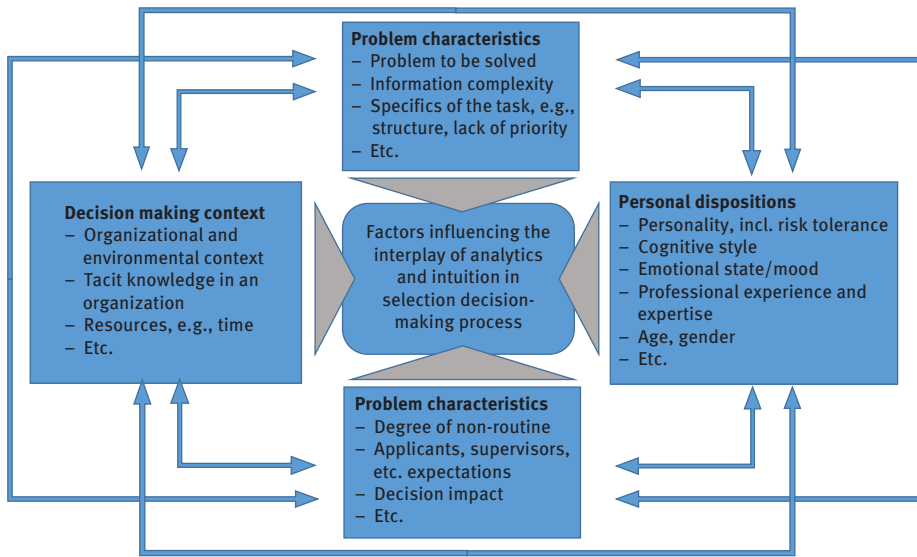 Problem characteristics
– Problem to be solved
– Information complexity
– Specifics of the task, e.g.,
structure, lack of priority
– Etc.
Decision making context
– Organizational and
environmental context
– Tacit knowledge in an
organization
– Resources, e.g., time
– Etc.
Factors influencing the
interplay of analytics
and intuition in
selection decision-
making process
Personal dispositions
– Personality, incl. risk tolerance
– Cognitive style
– Emotional state/mood
– Professional experience and
expertise
– Age, gender
– Etc.
Problem characteristics
– Degree of non-routine
– Applicants, supervisors,
etc. expectations
– Decision impact
– Etc.